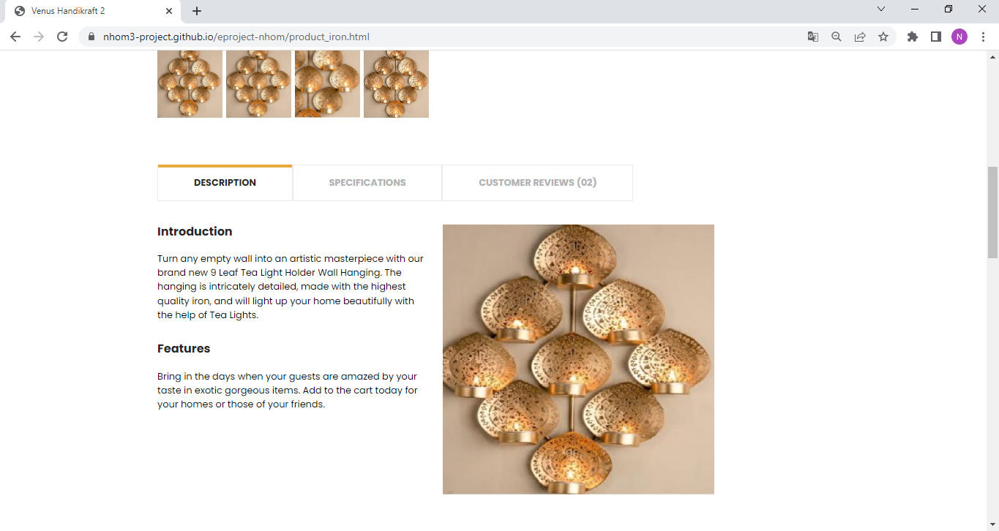 Venus Handikraft 2
nhom3-project.github.io/eproject-nhom/product_iron.html
N
DESCRIPTION
SPECIFICATIONS
CUSTOMER REVIEWS (02)
Introduction
Turn any empty wall into an artistic masterpiece with our
brand new 9 Leaf Tea Light Holder Wall Hanging. The
hanging is intricately detailed, made with the highest
quality iron, and will light up your home beautifully with
the help of Tea Lights.
Features
Bring in the days when your guests are amazed by your
taste in exotic gorgeous items. Add to the cart today for
your homes or those of your friends.